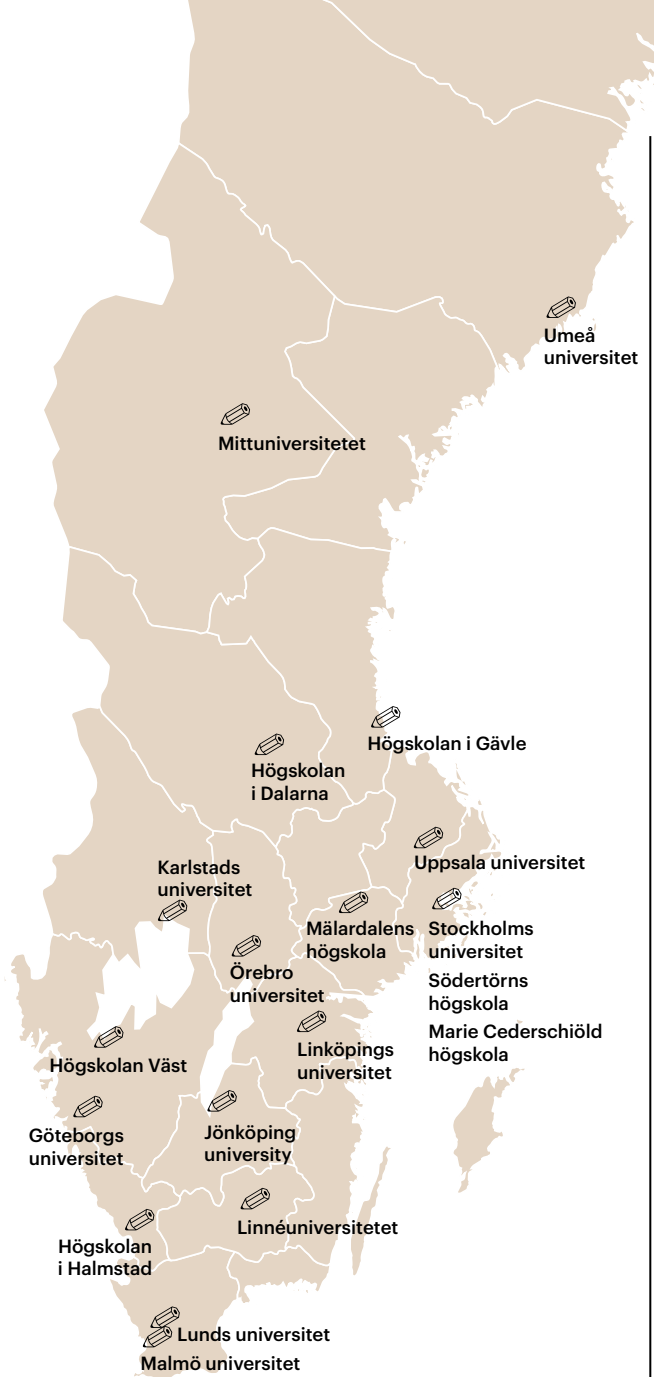 Umeå
universitet
Mittuniversitetet
Högskolan i Gävle
Högskolan
i Dalarna
Uppsala universitet
Karlstads
universitet
Mälardalens
högskola
Stockholms
universitet
Södertörns
högskola
Marie Cederschiöld
högskola
Örebro
universitet
Linköpings
universitet
Högskolan Väst
Göteborgs
universitet
Jönköping
university
Linnéuniversitetet
Högskolan
i Halmstad
Lunds universitet
Malmö universitet